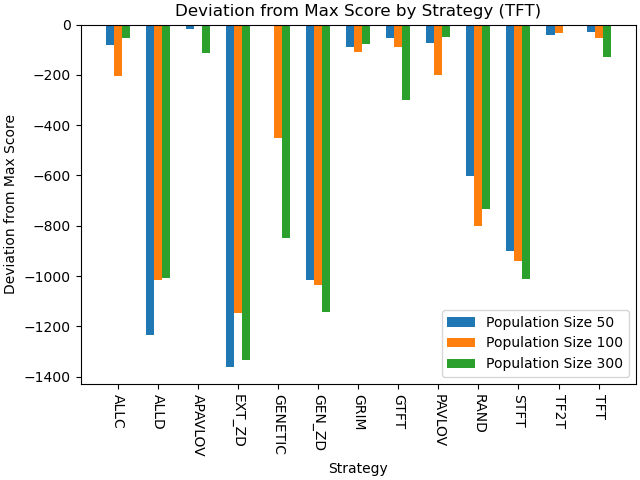 Deviation from Max Score by Strategy (TFT)
Deviation from Max Score
0
−200
−400
−600
−800
−1000
−1200
−1400
Population Size 50
Population Size 100
Population Size 300
ALLC
ALLD
APAVLOV
EXT_ZD
GENETIC
GEN_ZD
GRIM
GTFT
PAVLOV
RAND
STFT
TF2T
TFT
Strategy